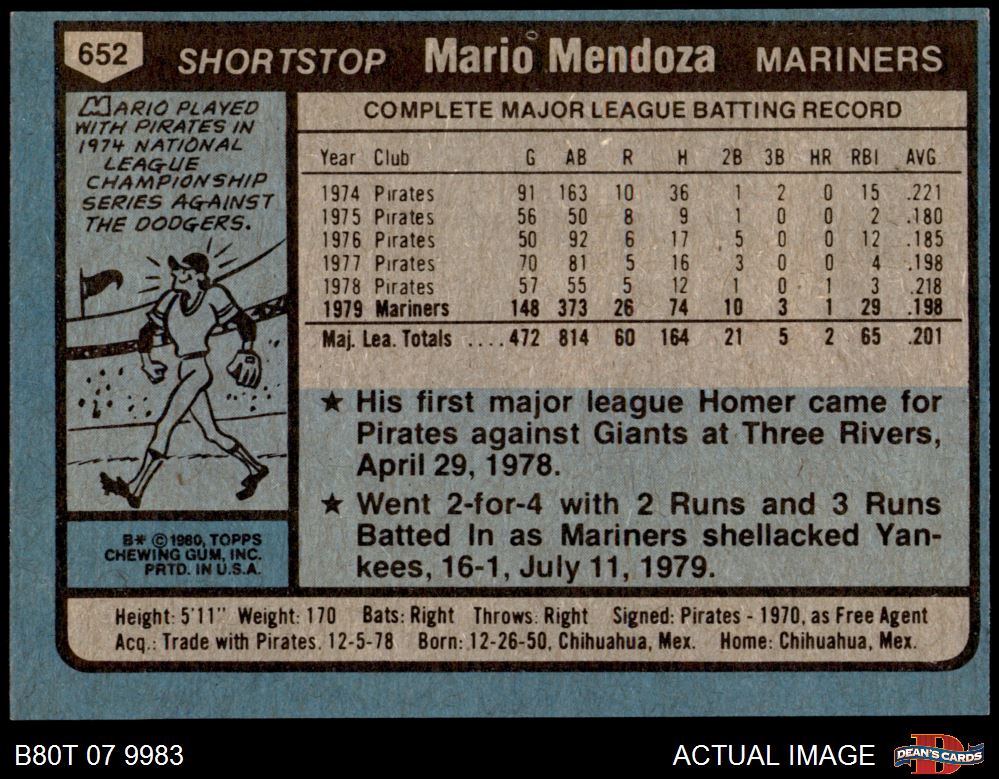 652 SHORTSTOP Mario Mendoza MARINERS
MARIO PLAYED
WITH PIRATES IN
1974 NATIONAL
LEAGUE
CHAMPIONSHIP
SERIES AGAINST
THE DODGERS.
COMPLETE MAJOR LEAGUE BATTING RECORD
Year Club G AB R H 2B 3B HR RBI AVG.
1974 Pirates 91 163 10 36 1 2 0 15 .221
1975 Pirates 56 50 8 9 1 0 0 2 .180
1976 Pirates 50 92 6 17 5 0 0 12 .185
1977 Pirates 70 81 5 16 3 0 0 4 .198
1978 Pirates 57 55 5 12 1 0 1 3 .218
1979 Mariners 148 373 26 74 10 3 1 29 .198
Maj. Lea. Totals ....472 814 60 164 21 5 2 65 .201
★ His first major league Homer came for
Pirates against Giants at Three Rivers,
April 29, 1978.
★ Went 2-for-4 with 2 Runs and 3 Runs
Batted In as Mariners shellacked Yan-
kees, 16-1, July 11, 1979.
B* ©1980, TOPPS
CHEWING GUM, INC.
PRTD. IN U.S.A.
Height: 5'11" Weight: 170 Bats: Right Throws: Right Signed: Pirates - 1970, as Free Agent
Acq.: Trade with Pirates, 12-5-78 Born: 12-26-50, Chihuahua, Mex. Home: Chihuahua, Mex.
B80T 07 9983 ACTUAL IMAGE DEAN'S CARDS